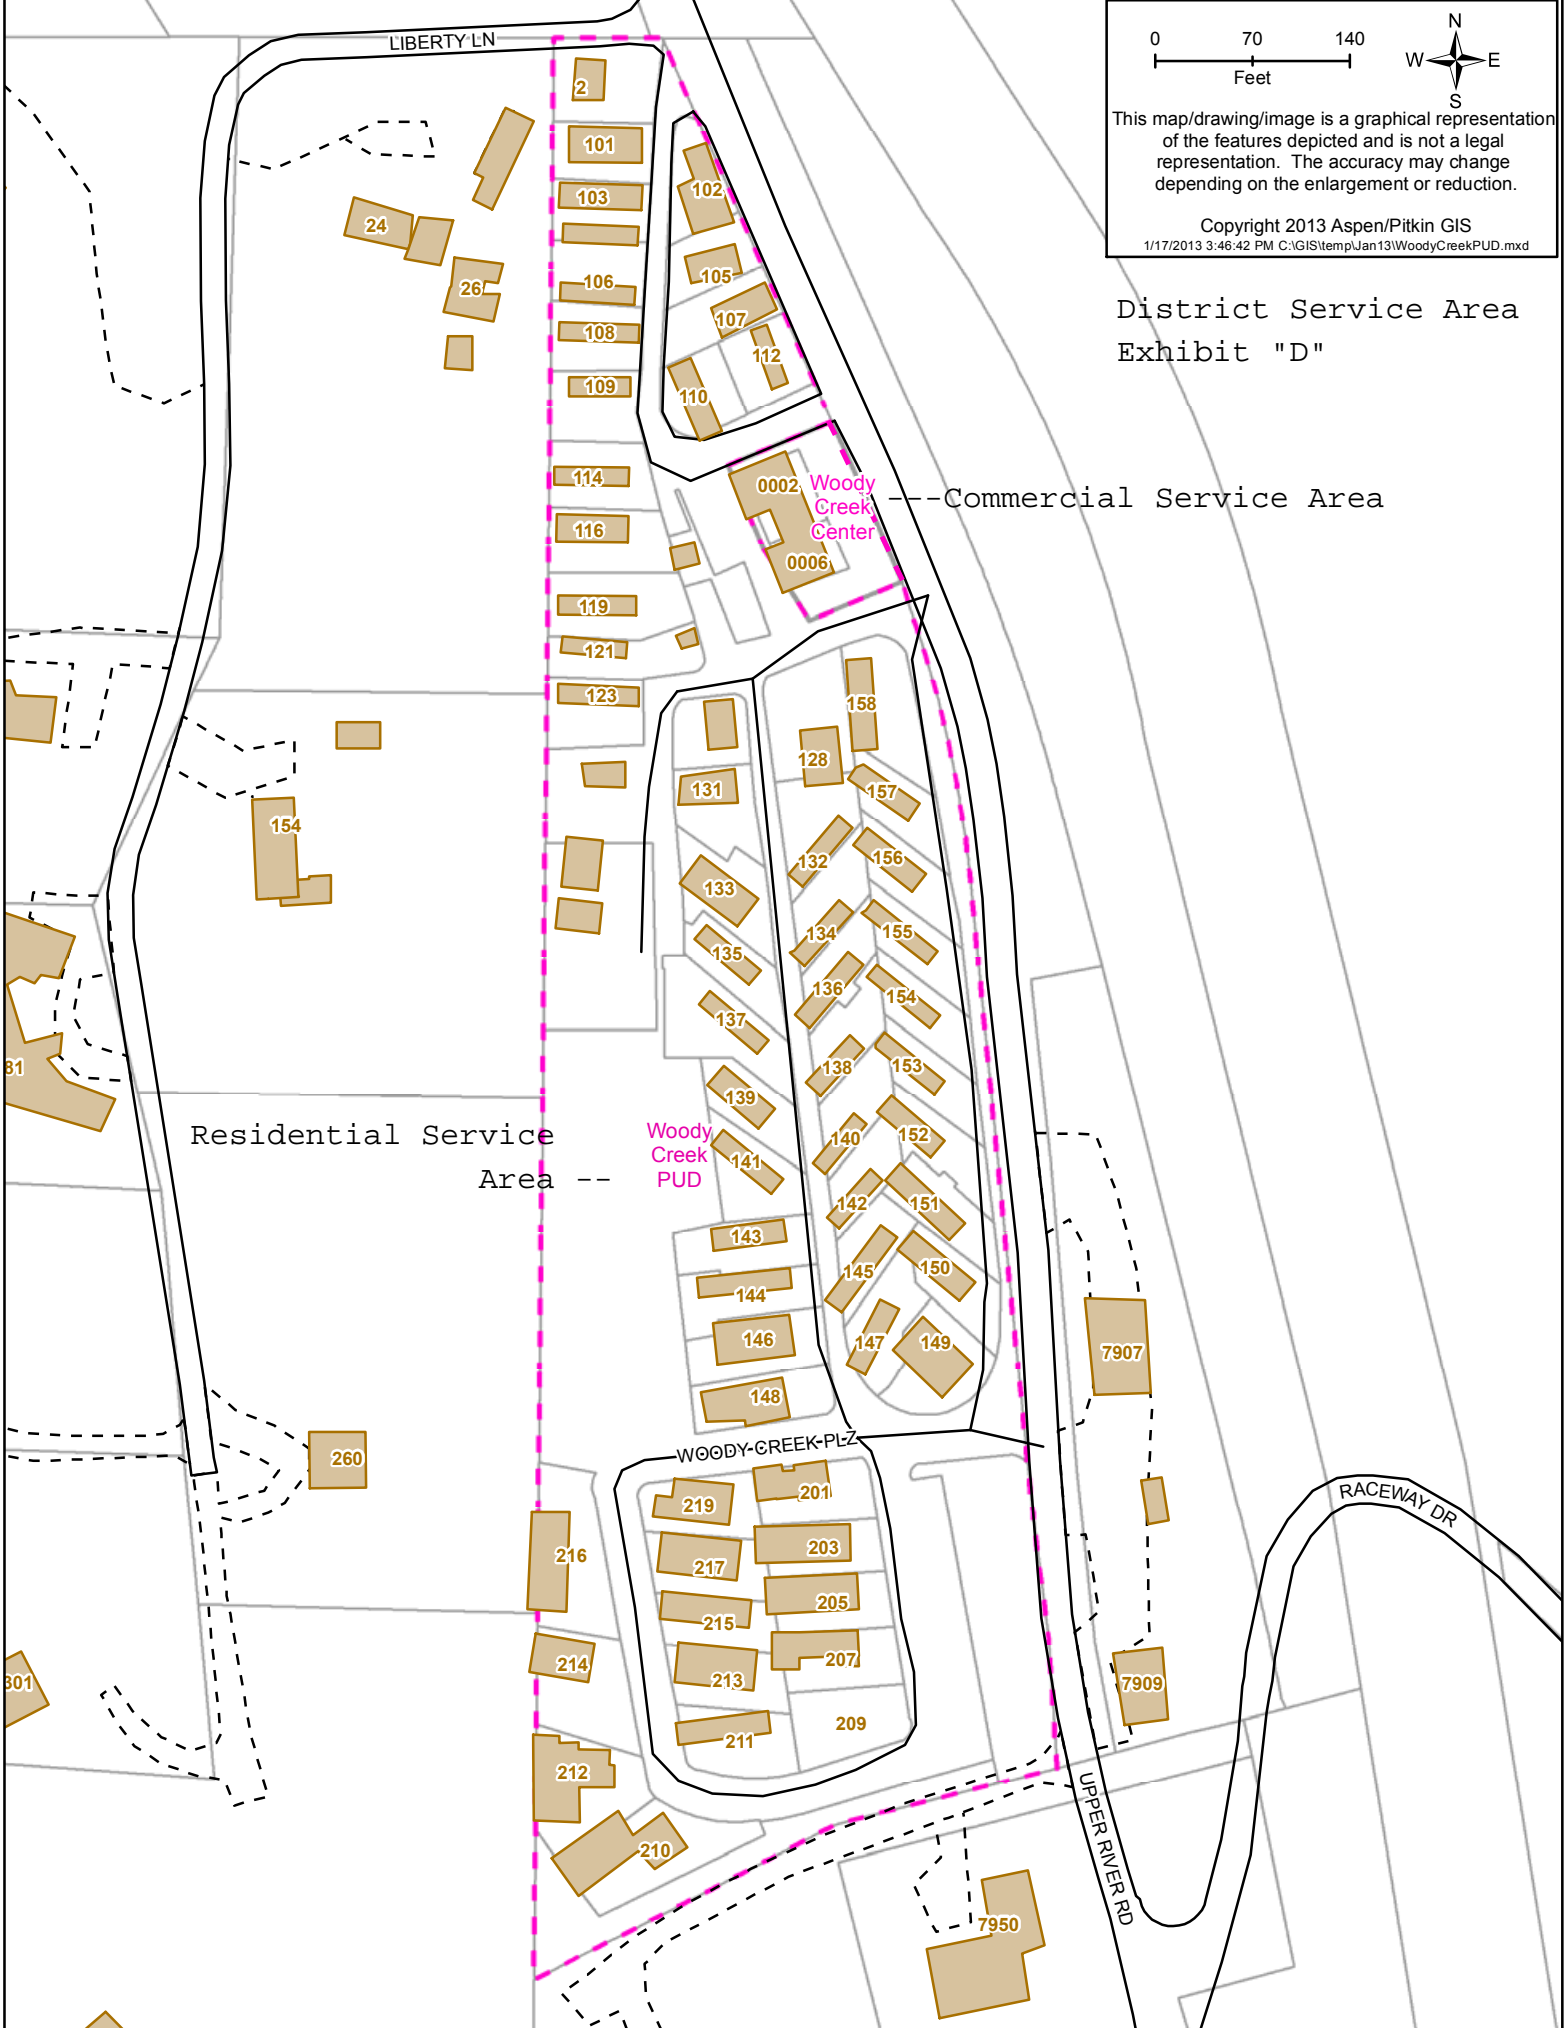 LIBERTY LN
0 70 140
Feet
N
W E
S
This map/drawing/image is a graphical representation
of the features depicted and is not a legal
representation. The accuracy may change
depending on the enlargement or reduction.
Copyright 2013 Aspen/Pitkin GIS
1/17/2013 3:46:42 PM C:\GIS\temp\Jan13\WoodyCreekPUD.mxd
District Service Area
Exhibit "D"
2
101
103
102
24
26
105
106
107
108
112
109
110
114
0002
Woody
Creek
Center
---Commercial Service Area
116
0006
119
121
123
158
128
131
157
154
132
156
133
134
155
135
136
154
137
81
138
153
139
140
152
Residential Service
Area --
Woody
Creek
PUD
141
142
151
143
145
150
144
146
147
149
7907
148
WOODY CREEK PLZ
260
219
201
RACEWAY DR
216
217
203
215
205
214
213
207
301
7909
211
209
212
210
UPPER RIVER RD
7950